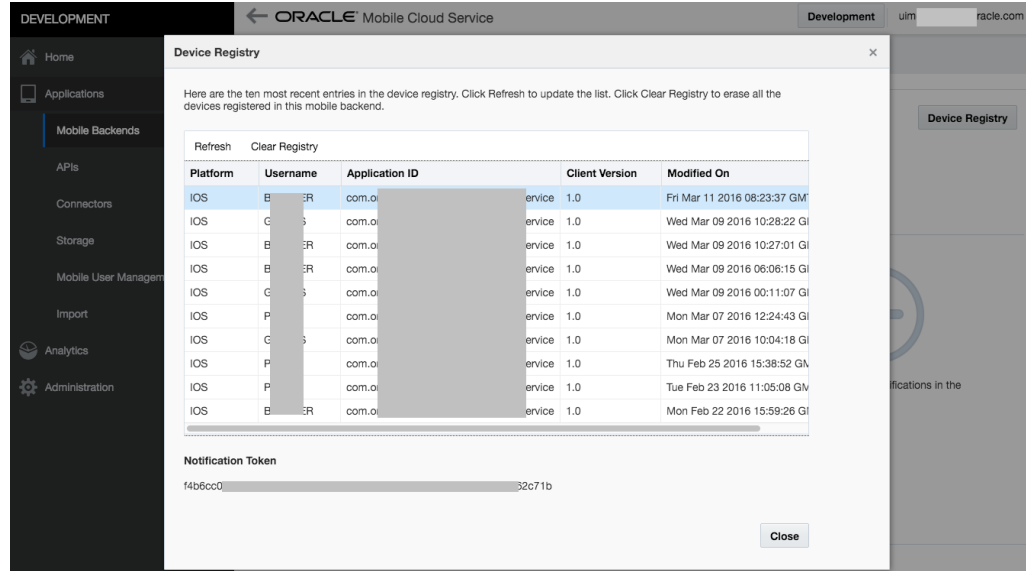 DEVELOPMENT
ORACLE Mobile Cloud Service
Development
uim racle.com
Home
Applications
Mobile Backends
APIs
Connectors
Storage
Mobile User Managem
Import
Analytics
Administration
Device Registry
×
Here are the ten most recent entries in the device registry. Click Refresh to update the list. Click Clear Registry to erase all the
devices registered in this mobile backend.
Device Registry
Refresh Clear Registry
Platform Username Application ID Client Version Modified On
IOS B ER com.o ervice 1.0 Fri Mar 11 2016 08:23:37 GMT
IOS G S com.o ervice 1.0 Wed Mar 09 2016 10:28:22 G
IOS B ER com.o ervice 1.0 Wed Mar 09 2016 10:27:01 G
IOS B ER com.o ervice 1.0 Wed Mar 09 2016 06:06:15 G
IOS G S com.o ervice 1.0 Wed Mar 09 2016 00:11:07 G
IOS P com.o ervice 1.0 Mon Mar 07 2016 12:24:43 G
IOS G S com.o ervice 1.0 Mon Mar 07 2016 10:04:18 G
IOS P com.o ervice 1.0 Thu Feb 25 2016 15:38:52 GM
IOS P com.o ervice 1.0 Tue Feb 23 2016 11:05:08 GM
IOS B ER com.o ervice 1.0 Mon Feb 22 2016 15:59:26 G
ifications in the
Notification Token
f4b6cc0 62c71b
Close